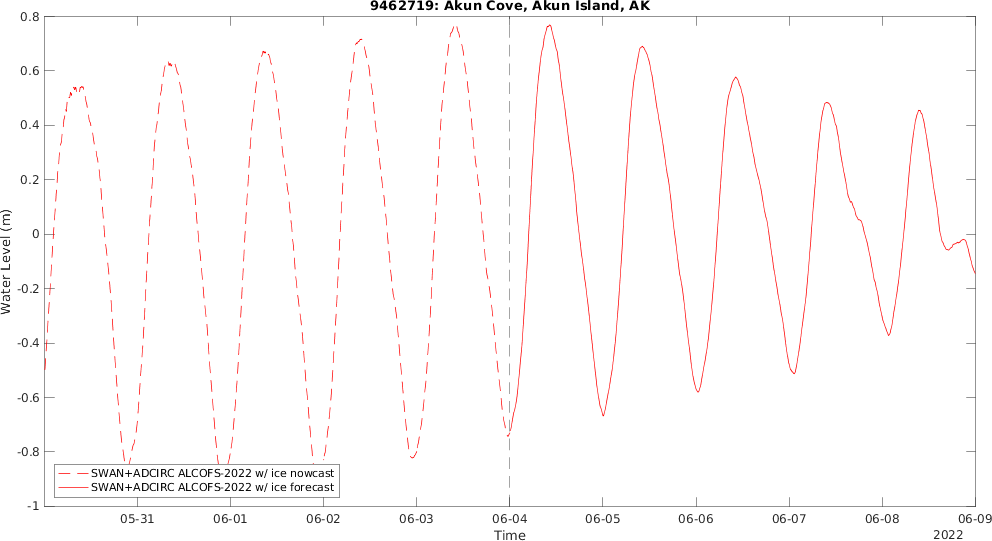 9462719: Akun Cove, Akun Island, AK
0.8
0.6
0.4
0.2
0
-0.2
-0.4
-0.6
-0.8
-1
Water Level (m)
SWAN+ADCIRC ALCOFS-2022 w/ ice nowcast
SWAN+ADCIRC ALCOFS-2022 w/ ice forecast
05-31 06-01 06-02 06-03 06-04 06-05 06-06 06-07 06-08 06-09
Time
2022